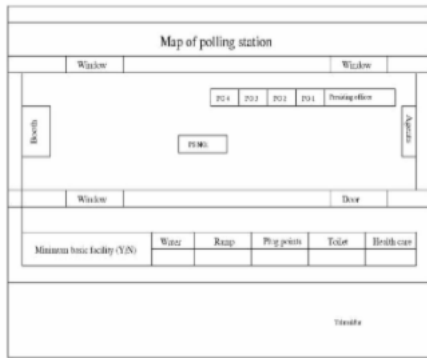 Map of polling station
Window Window
PO 4 PO 3 PO 2 PO 1 Presiding officer
Booth
Agents
Window Door
Minimum basic facility (Y/N) Water Ramp Plug points Toilet Health care